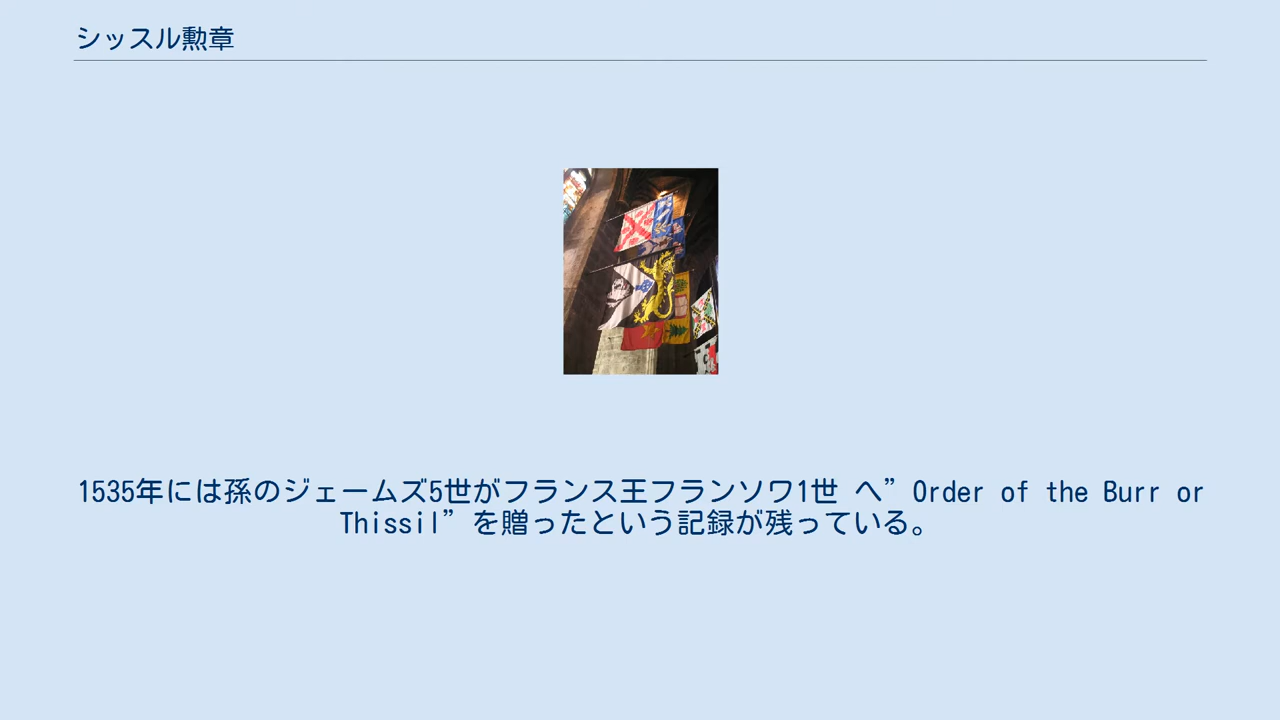 シッスル勲章
1535年には孫のジェームズ5世がフランス王フランソワ1世 へ”Order of the Burr or
Thissil”を贈ったという記録が残っている。